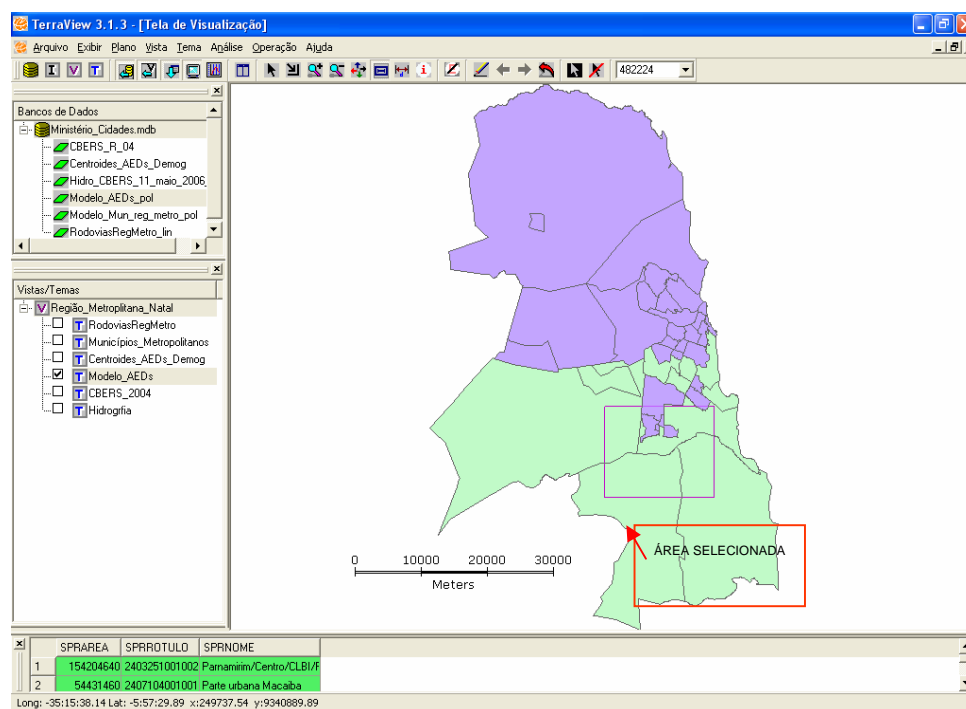 TerraView 3.1.3 - [Tela de Visualização]
Arquivo Exibir Plano Vista Tema Análise Operação Ajuda
I V T 482224
Bancos de Dados
Ministério_Cidades.mdb
CBERS_R_04
Centroides_AEDs_Demog
Hidro_CBERS_11_maio_2006_
Modelo_AEDs_pol
Modelo_Mun_reg_metro_pol
RodoviasRegMetro_lin
Vistas/Temas
V Região_Metroplitana_Natal
T RodoviasRegMetro
T Municípios_Metropolitanos
T Centroides_AEDs_Demog
T Modelo_AEDs
T CBERS_2004
T Hidogrfia
ÁREA SELECIONADA
0 10000 20000 30000
Meters
SPRAREA SPRROTULO SPRNOME
1 154204640 2403251001002 Parnamirim/Centro/CLBI/F
2 54431460 2407104001001 Parte urbana Macaiba
Long: -35:15:38.14 Lat: -5:57:29.89 x:249737.54 y:9340889.89